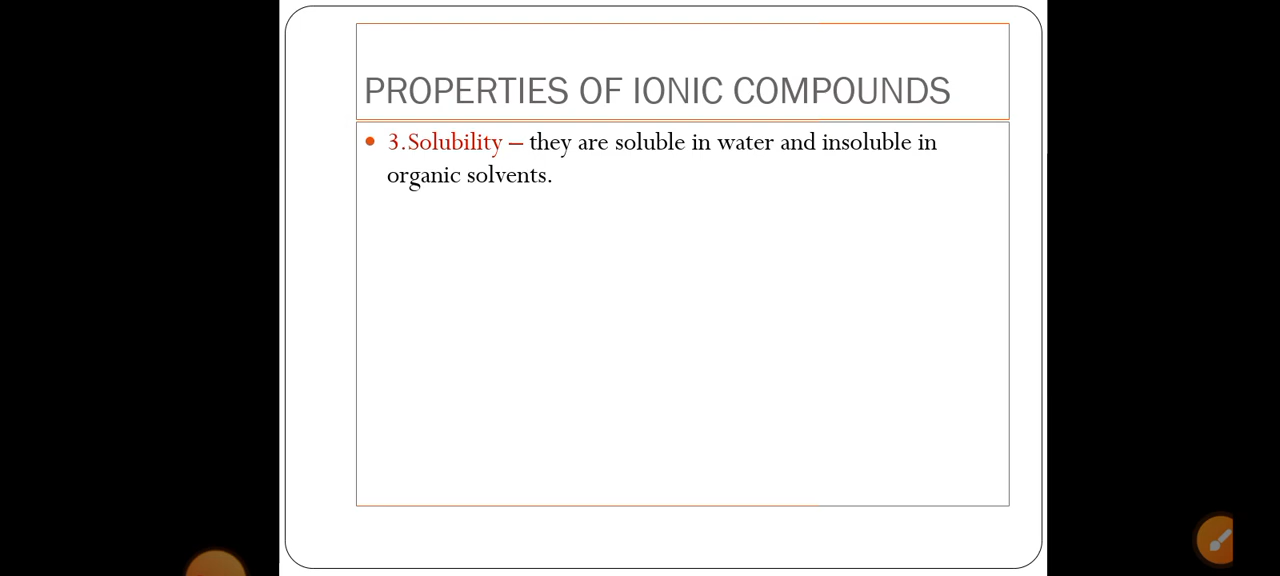 PROPERTIES OF IONIC COMPOUNDS
3.Solubility – they are soluble in water and insoluble in
organic solvents.